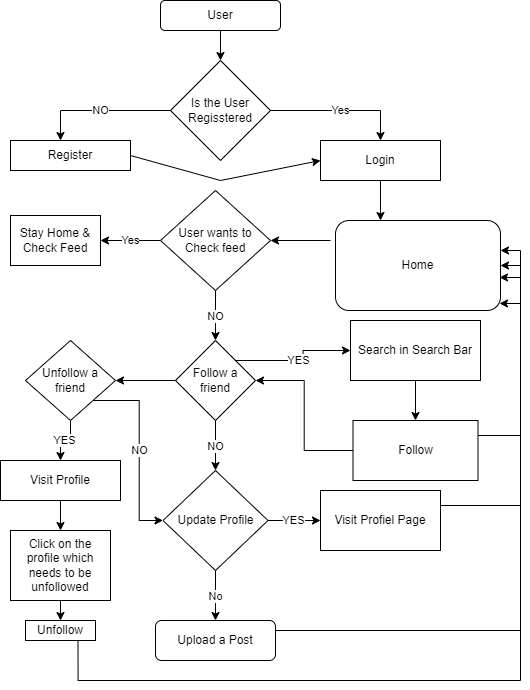 User
Is the User
Regisstered
NO
Yes
Register
Login
Stay Home &
Check Feed
Yes
User wants to
Check feed
Home
NO
Unfollow a
friend
Follow a
friend
YES
Search in Search Bar
YES
NO
NO
Follow
Visit Profile
Update Profile
YES
Visit Profiel Page
Click on the
profile which
needs to be
unfollowed
No
Unfollow
Upload a Post